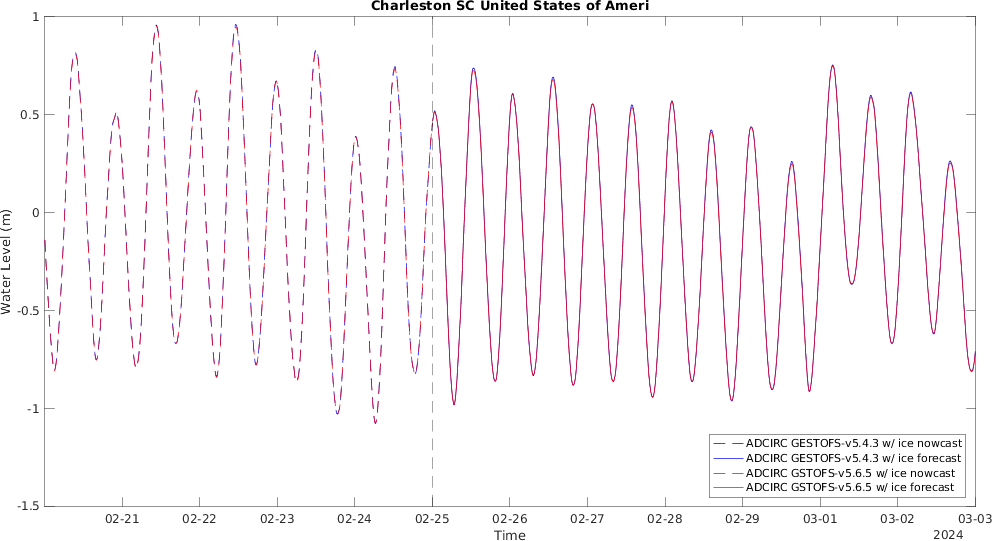 Charleston SC United States of Ameri
1
0.5
0
-0.5
-1
-1.5
Water Level (m)
02-21 02-22 02-23 02-24 02-25 02-26 02-27 02-28 02-29 03-01 03-02 03-03
Time
2024
ADCIRC GESTOFS-v5.4.3 w/ ice nowcast
ADCIRC GESTOFS-v5.4.3 w/ ice forecast
ADCIRC GSTOFS-v5.6.5 w/ ice nowcast
ADCIRC GSTOFS-v5.6.5 w/ ice forecast